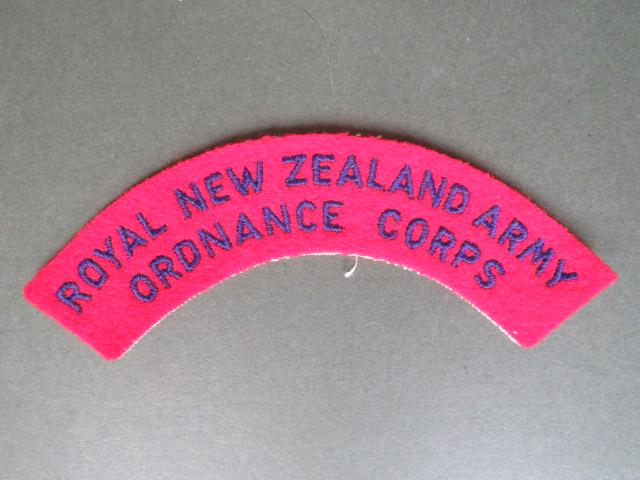 ROYAL NEW ZEALAND ARMY
ORDNANCE CORPS